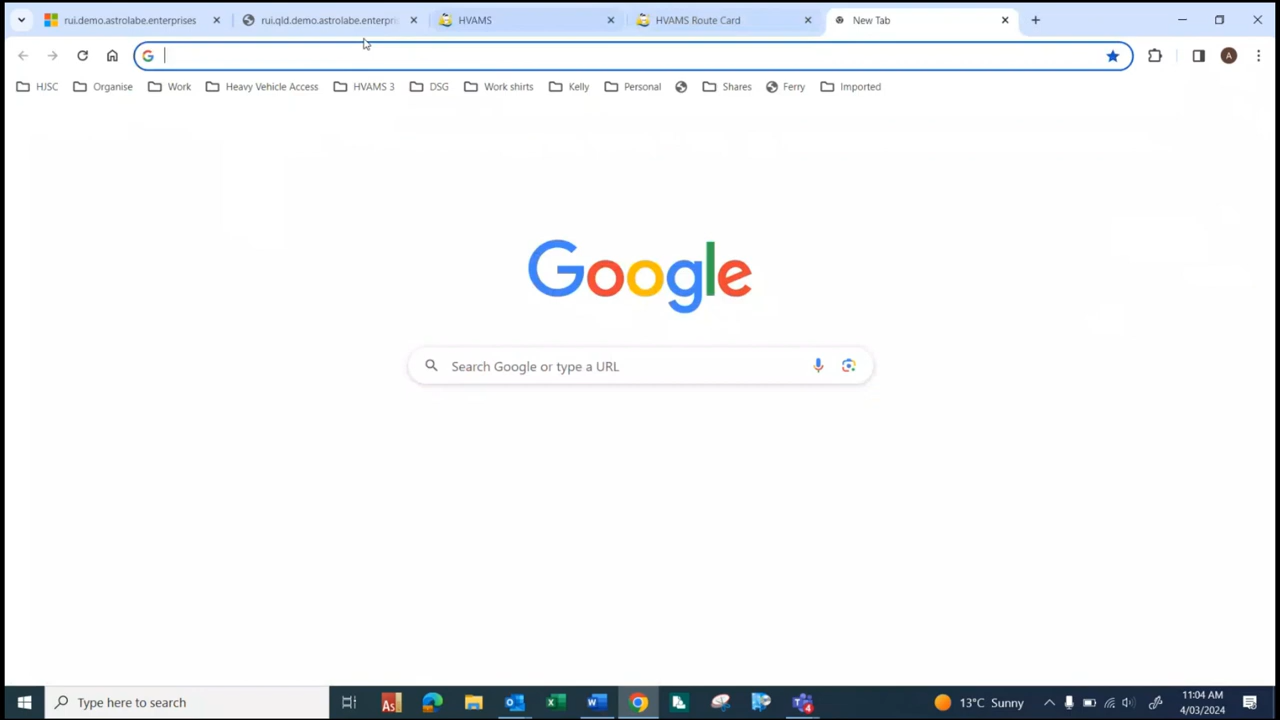 rui.demo.astrolabe.enterprises
rui.qld.demo.astrolabe.enterpri
HVAMS
HVAMS Route Card
New Tab
A
HJSC
Organise
Work
Heavy Vehicle Access
HVAMS 3
DSG
Work shirts
Kelly
Personal
Shares
Ferry
Imported
Google
Search Google or type a URL
Type here to search
As
4
13°C Sunny
11:04 AM
4/03/2024